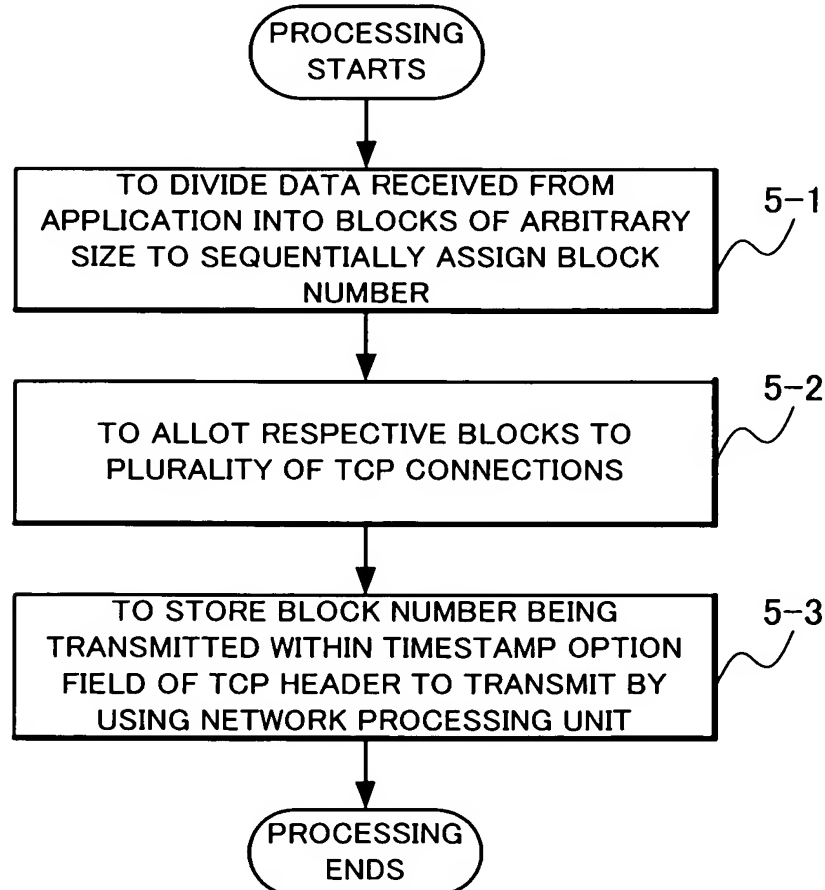 PROCESSING
STARTS
TO DIVIDE DATA RECEIVED FROM
APPLICATION INTO BLOCKS OF ARBITRARY
SIZE TO SEQUENTIALLY ASSIGN BLOCK
NUMBER
5-1
TO ALLOT RESPECTIVE BLOCKS TO
PLURALITY OF TCP CONNECTIONS
5-2
TO STORE BLOCK NUMBER BEING
TRANSMITTED WITHIN TIMESTAMP OPTION
FIELD OF TCP HEADER TO TRANSMIT BY
USING NETWORK PROCESSING UNIT
5-3
PROCESSING
ENDS